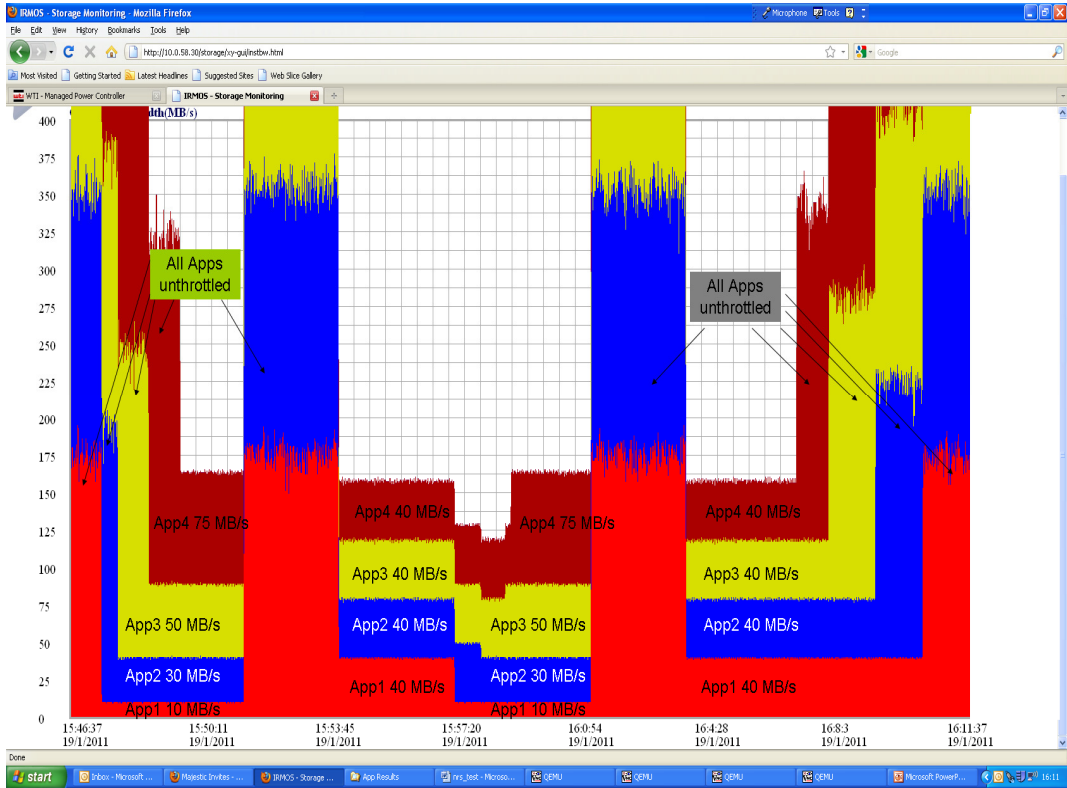 IRMOS - Storage Monitoring - Mozilla Firefox
Microphone Tools
File Edit View History Bookmarks Tools Help
http://10.0.58.30/storage/xy-gui/instbw.html
Google
Most Visited Getting Started Latest Headlines Suggested Sites Web Slice Gallery
WTI - Managed Power Controller
IRMOS - Storage Monitoring
dth(MB/s)
400
375
350
325
300
275
250
225
200
175
150
125
100
75
50
25
0
All Apps
unthrottled
All Apps
unthrottled
App4 75 MB/s
App4 40 MB/s
App4 75 MB/s
App4 40 MB/s
App3 40 MB/s
App3 40 MB/s
App3 50 MB/s
App2 40 MB/s
App3 50 MB/s
App2 40 MB/s
App2 30 MB/s
App2 30 MB/s
App1 40 MB/s
App1 40 MB/s
App1 10 MB/s
App1 10 MB/s
15:46:37 15:50:11 15:53:45 15:57:20 16:0:54 16:4:28 16:8:3 16:11:37
19/1/2011 19/1/2011 19/1/2011 19/1/2011 19/1/2011 19/1/2011 19/1/2011 19/1/2011
Done
start
Inbox - Microsoft ...
Majestic Invites - ...
IRMOS - Storage ...
App Results
nrs_test - Microso...
QEMU
QEMU
QEMU
QEMU
Microsoft PowerP...
16:11